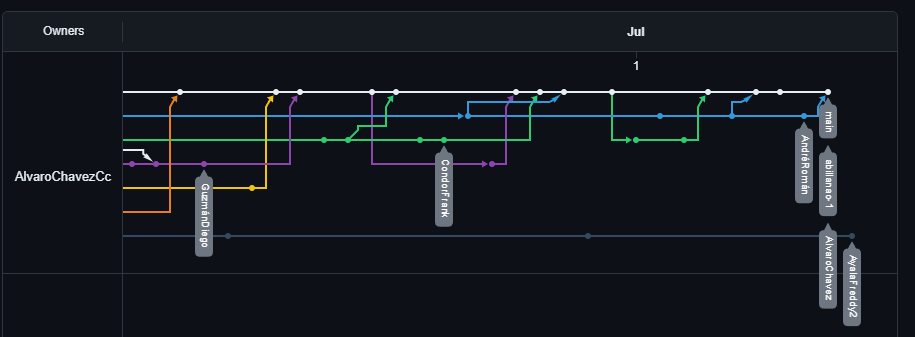 Owners
Jul
1
AlvaroChavezCc
main
AndréRomán
CondorFrank
abillanao-1
GuzmánDiego
AlvaroChavez
AyalaFreddy2